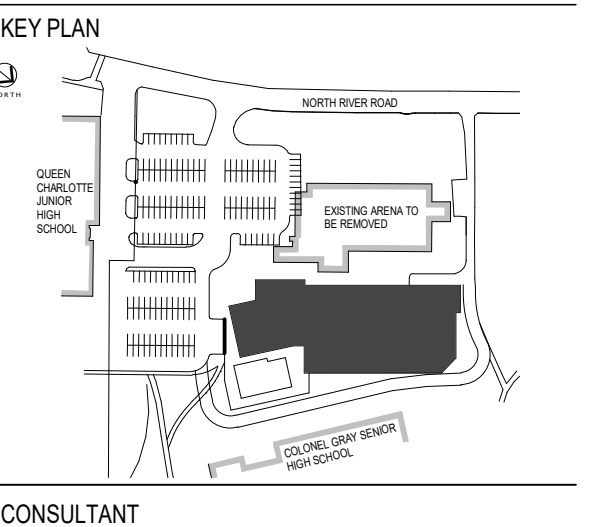 KEY PLAN
NORTH RIVER ROAD
QUEEN
CHARLOTTE
JUNIOR
HIGH
SCHOOL
EXISTING ARENA TO
BE REMOVED
COLONEL GRAY SENIOR
HIGH SCHOOL
CONSULTANT